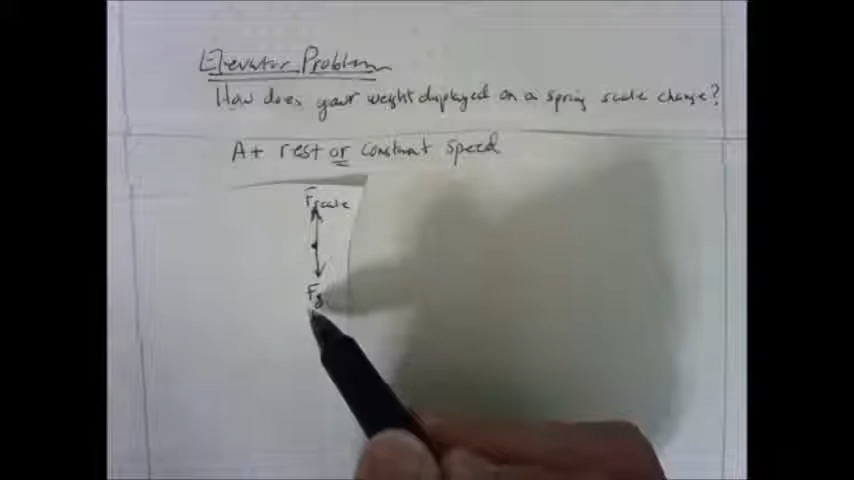 Elevator Problem
How does your weight displayed on a spring scale change?
At rest or constant speed
Fscale
Fg